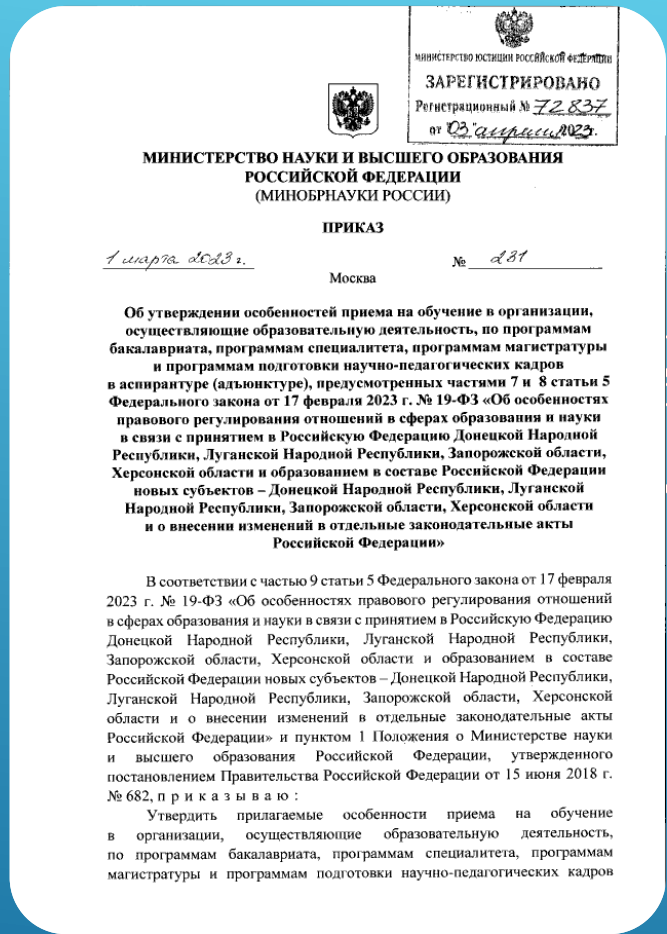 МИНИСТЕРСТВО ЮСТИЦИИ РОССИЙСКОЙ ФЕДЕРАЦИИ
ЗАРЕГИСТРИРОВАНО
Регистрационный № 72837
от "03" апреля 2023г.
МИНИСТЕРСТВО НАУКИ И ВЫСШЕГО ОБРАЗОВАНИЯ
РОССИЙСКОЙ ФЕДЕРАЦИИ
(МИНОБРНАУКИ РОССИИ)
ПРИКАЗ
1 марта 2023 г. № 231
Москва
Об утверждении особенностей приема на обучение в организации,
осуществляющие образовательную деятельность, по программам
бакалавриата, программам специалитета, программам магистратуры
и программам подготовки научно-педагогических кадров
в аспирантуре (адъюнктуре), предусмотренных частями 7 и 8 статьи 5
Федерального закона от 17 февраля 2023 г. № 19-ФЗ «Об особенностях
правового регулирования отношений в сферах образования и науки
в связи с принятием в Российскую Федерацию Донецкой Народной
Республики, Луганской Народной Республики, Запорожской области,
Херсонской области и образованием в составе Российской Федерации
новых субъектов – Донецкой Народной Республики, Луганской
Народной Республики, Запорожской области, Херсонской области
и о внесении изменений в отдельные законодательные акты
Российской Федерации»
В соответствии с частью 9 статьи 5 Федерального закона от 17 февраля
2023 г. № 19-ФЗ «Об особенностях правового регулирования отношений
в сферах образования и науки в связи с принятием в Российскую Федерацию
Донецкой Народной Республики, Луганской Народной Республики,
Запорожской области, Херсонской области и образованием в составе
Российской Федерации новых субъектов – Донецкой Народной Республики,
Луганской Народной Республики, Запорожской области, Херсонской
области и о внесении изменений в отдельные законодательные акты
Российской Федерации» и пунктом 1 Положения о Министерстве науки
и высшего образования Российской Федерации, утвержденного
постановлением Правительства Российской Федерации от 15 июня 2018 г.
№ 682, п р и к а з ы в а ю :
Утвердить прилагаемые особенности приема на обучение
в организации, осуществляющие образовательную деятельность,
по программам бакалавриата, программам специалитета, программам
магистратуры и программам подготовки научно-педагогических кадров